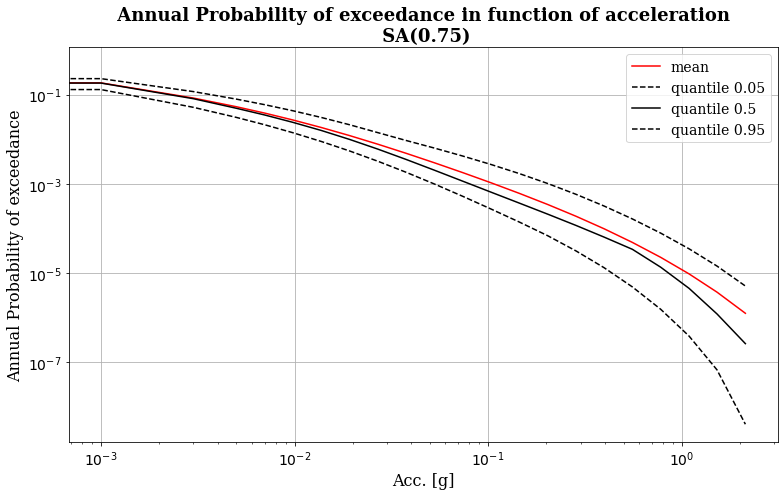 Annual Probability of exceedance in function of acceleration
SA(0.75)
mean
quantile 0.05
quantile 0.5
quantile 0.95
Annual Probability of exceedance
10⁻¹
10⁻³
10⁻⁵
10⁻⁷
10⁻³ 10⁻² 10⁻¹ 10⁰
Acc. [g]